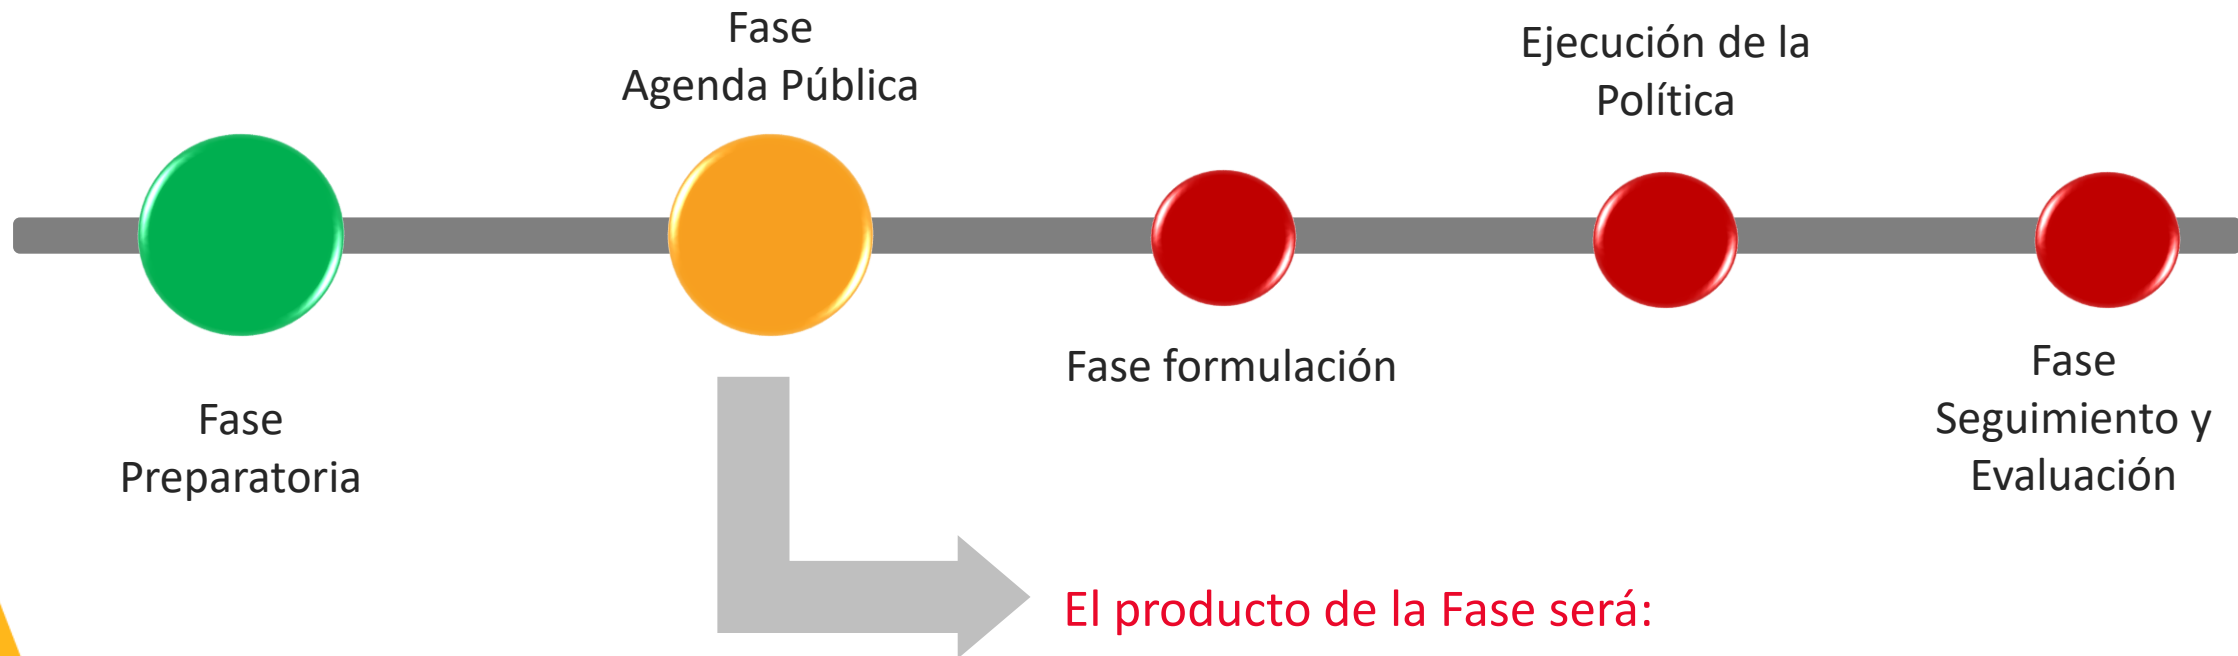 Fase
Agenda Pública
Ejecución de la
Política
Fase formulación
Fase
Preparatoria
Fase
Seguimiento y
Evaluación
El producto de la Fase será: